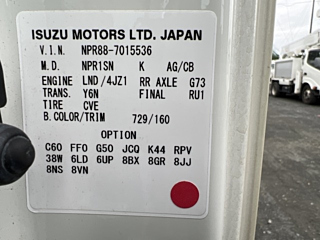 ISUZU MOTORS LTD. JAPAN
V.I.N. NPR88-7015536
M.D. NPR1SN K AG/CB
ENGINE LND/4JZ1 RR AXLE G73
TRANS. Y6N FINAL RU1
TIRE CVE
B.COLOR/TRIM 729/160
OPTION
C60 FF0 G50 JCQ K44 RPV
38W 6LD 6UP 8BX 8GR 8JJ
8NS 8VN